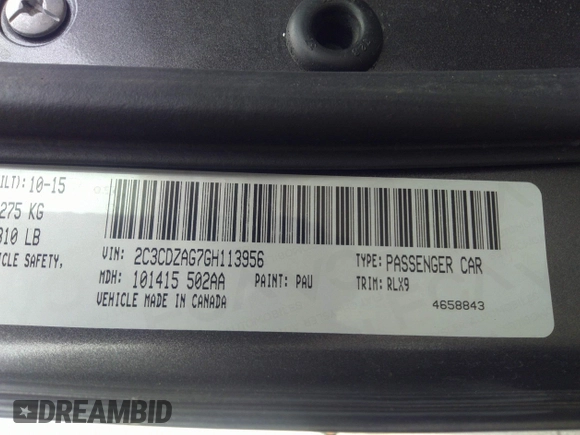 ILT): 10-15
275 KG
310 LB
ICLE SAFETY,
VIN: 2C3CDZAG7GH113956
TYPE: PASSENGER CAR
MDH: 101415 502AA
PAINT: PAU
TRIM: RLX9
VEHICLE MADE IN CANADA
4658843
DREAMBID